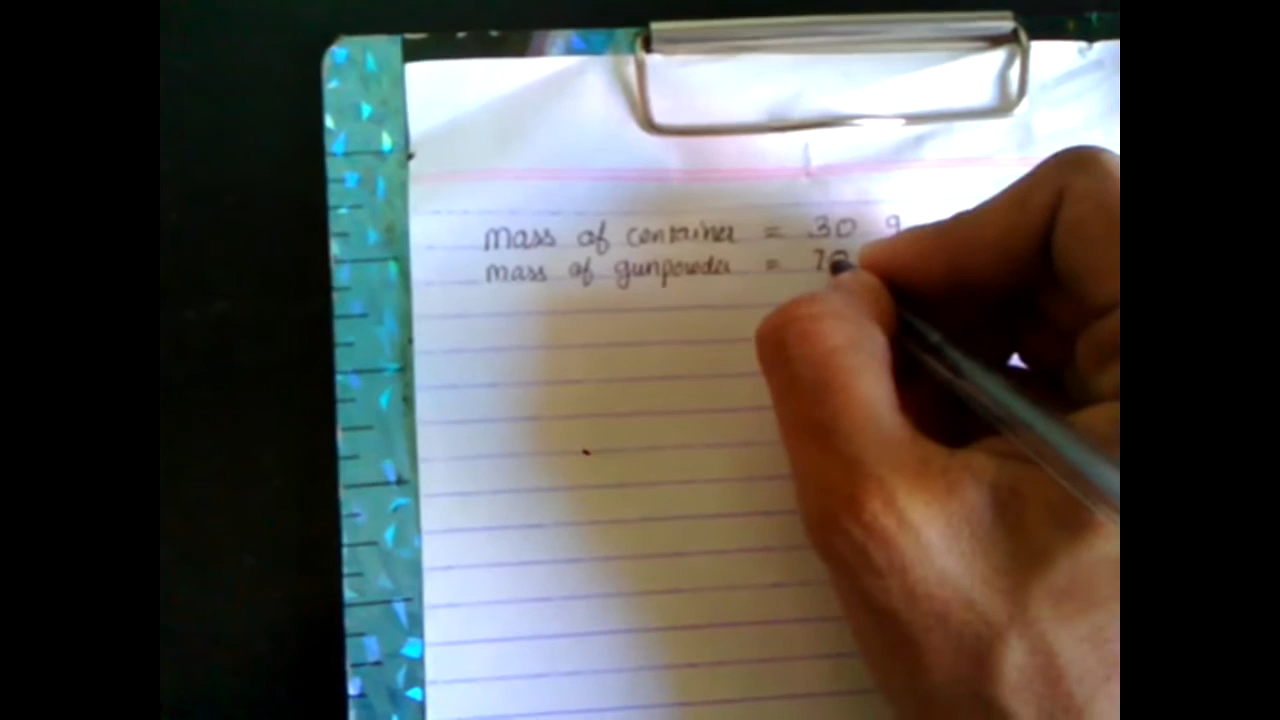 mass of container = 30 g
mass of gunpowder =